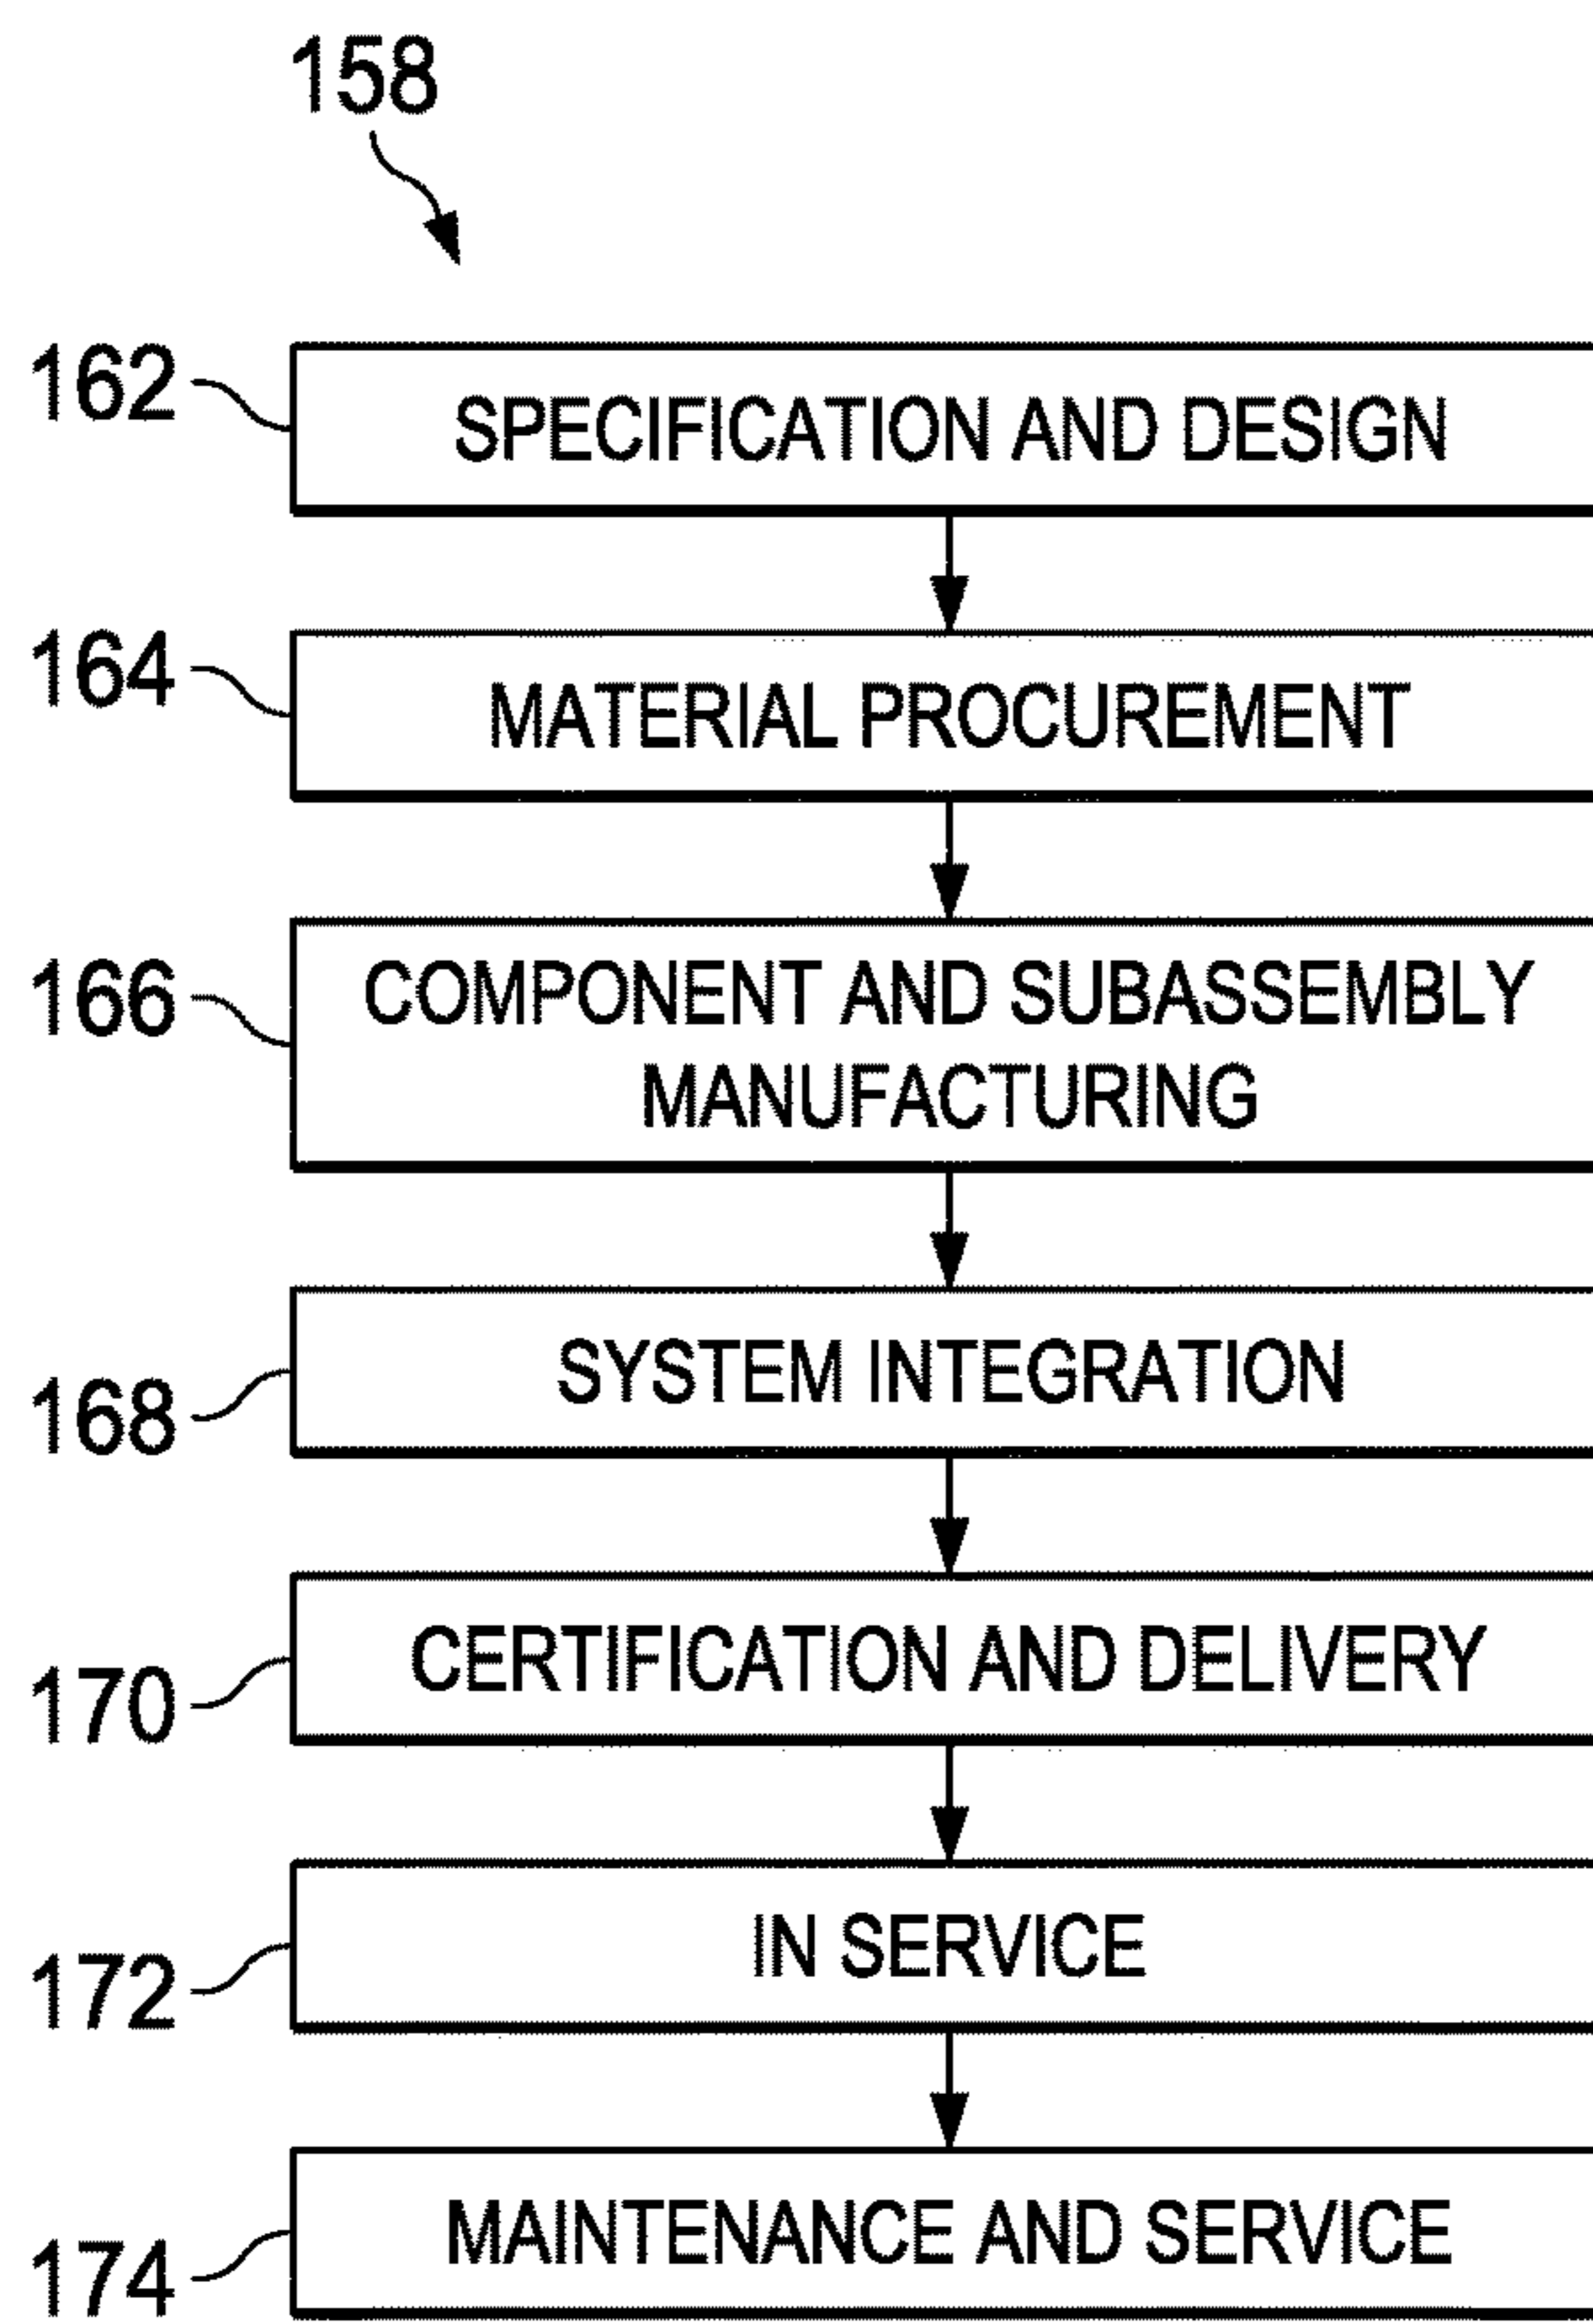 158
162
SPECIFICATION AND DESIGN
164
MATERIAL PROCUREMENT
166
COMPONENT AND SUBASSEMBLY
MANUFACTURING
168
SYSTEM INTEGRATION
170
CERTIFICATION AND DELIVERY
172
IN SERVICE
174
MAINTENANCE AND SERVICE